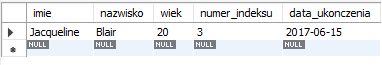 imie nazwisko wiek numer_indeksu data_ukonczenia
Jacqueline Blair 20 3 2017-06-15
NULL NULL NULL NULL NULL